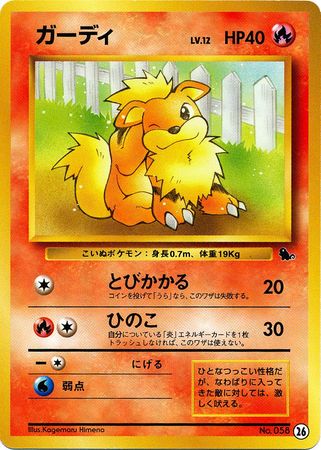 ガーディ LV.12 HP40
こいぬポケモン：身長0.7m、体重19Kg
とびかかる 20
コインを投げて「うら」なら、このワザは失敗する。
ひのこ 30
自分についている「炎」エネルギーカードを1枚
トラッシュしなければ、このワザは使えない。
にげる
弱点
ひとなつっこい性格だ
が、なわばりに入って
きた敵に対しては、激
しく吠える。
Illus.Kagemaru Himeno
No.058
26